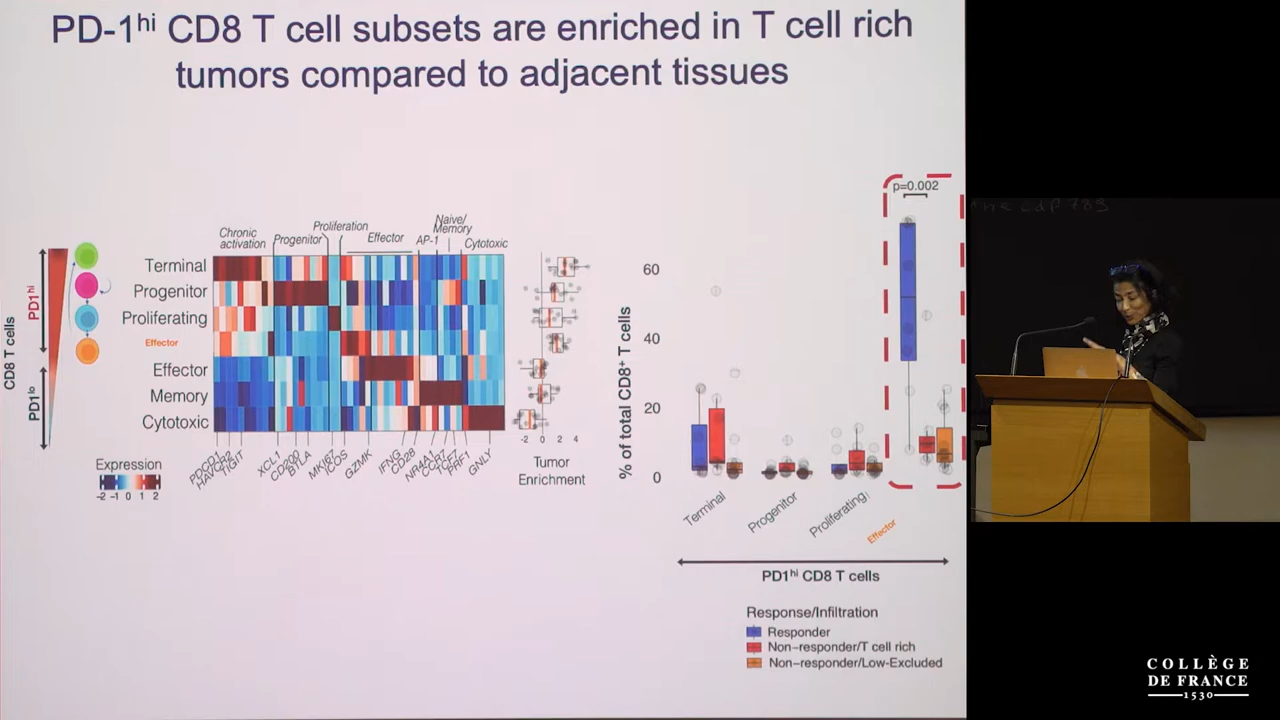 PD-1hi CD8 T cell subsets are enriched in T cell rich
tumors compared to adjacent tissues
CD8 T cells
PD1hi
PD1lo
Chronic
activation
Progenitor
Proliferation
Effector
AP-1
Naive/
Memory
Cytotoxic
Terminal
Progenitor
Proliferating
Effector
Effector
Memory
Cytotoxic
PDCD1
HAVCR2
TIGIT
XCL1
CD200
BTLA
MKI67
ICOS
GZMK
IFNG
CD28
NR4A1
CCR7
TCF7
PRF1
GNLY
Expression
-2 -1 0 1 2
-2 0 2 4
Tumor
Enrichment
% of total CD8+ T cells
60
40
20
0
p=0.002
Terminal
Progenitor
Proliferating
Effector
PD1hi CD8 T cells
Response/Infiltration
Responder
Non-responder/T cell rich
Non-responder/Low-Excluded
COLLÈGE
DE FRANCE
1530